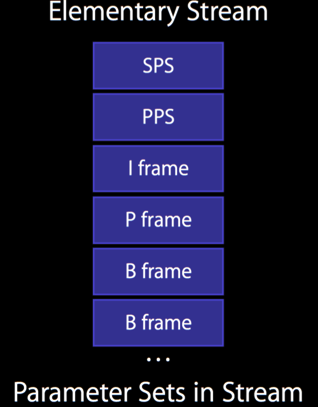 Elementary Stream
SPS
PPS
I frame
P frame
B frame
B frame
...
Parameter Sets in Stream